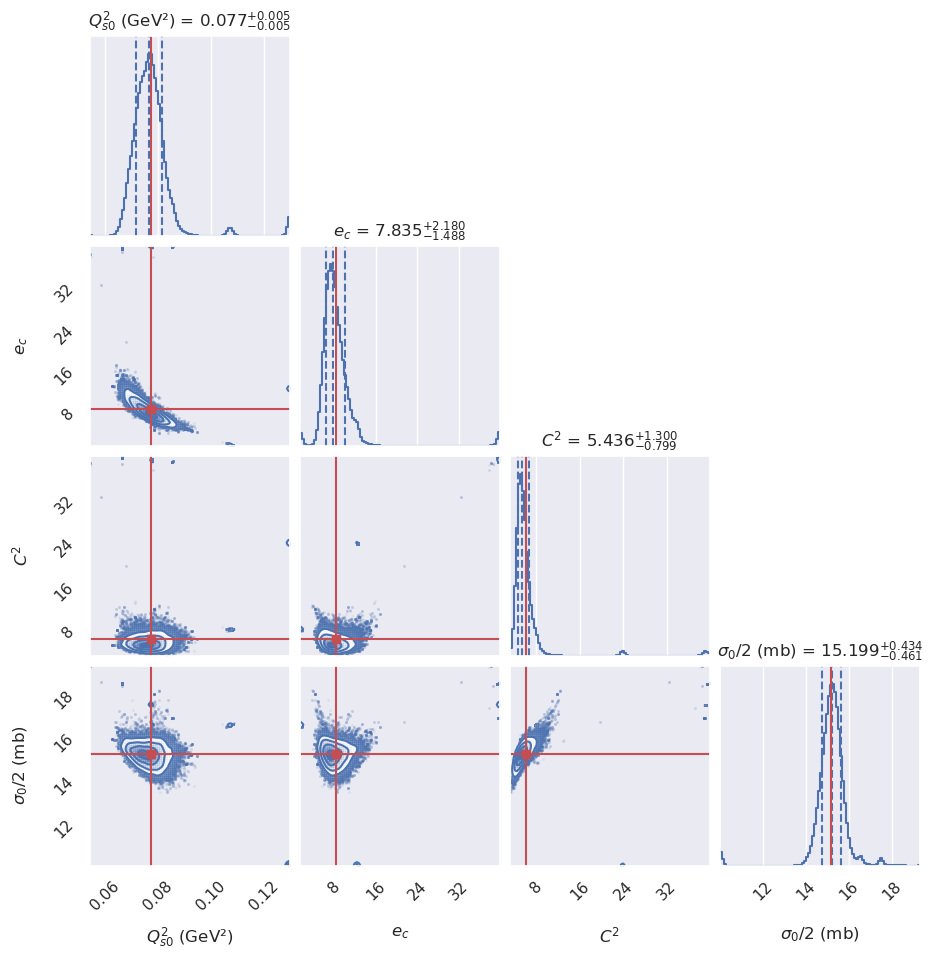 Q²ₛ₀ (GeV²) = 0.077⁺⁰·⁰⁰⁵₋₀.₀₀₅
e_c = 7.835⁺²·¹⁸⁰₋₁.₄₈₈
32
24
16
8
e_c
C² = 5.436⁺¹·³⁰⁰₋₀.₇₉₉
32
24
16
8
C²
σ₀/2 (mb) = 15.199⁺⁰·⁴³⁴₋₀.₄₆₁
18
16
14
12
σ₀/2 (mb)
0.06 0.08 0.10 0.12 8 16 24 32 8 16 24 32 12 14 16 18
Q²ₛ₀ (GeV²) e_c C² σ₀/2 (mb)